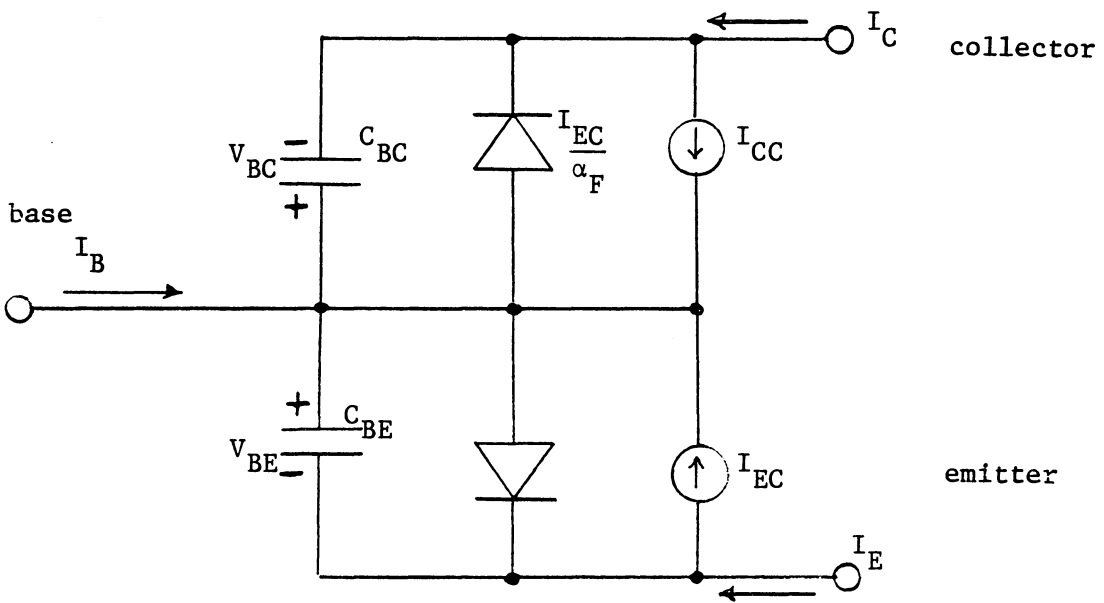 I_C
collector
V_BC
C_BC
I_EC
α_F
I_CC
base
I_B
V_BE
C_BE
I_EC
emitter
I_E